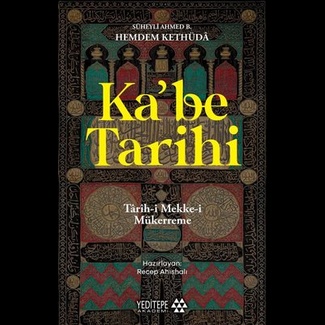 SÜHEYLÎ AHMED B.
HEMDEM KETHÜDÂ
Ka'be
Tarihi
Târih-i Mekke-i
Mükerreme
Hazırlayan:
Recep Ahıshalı
YEDİTEPE
AKADEMİ